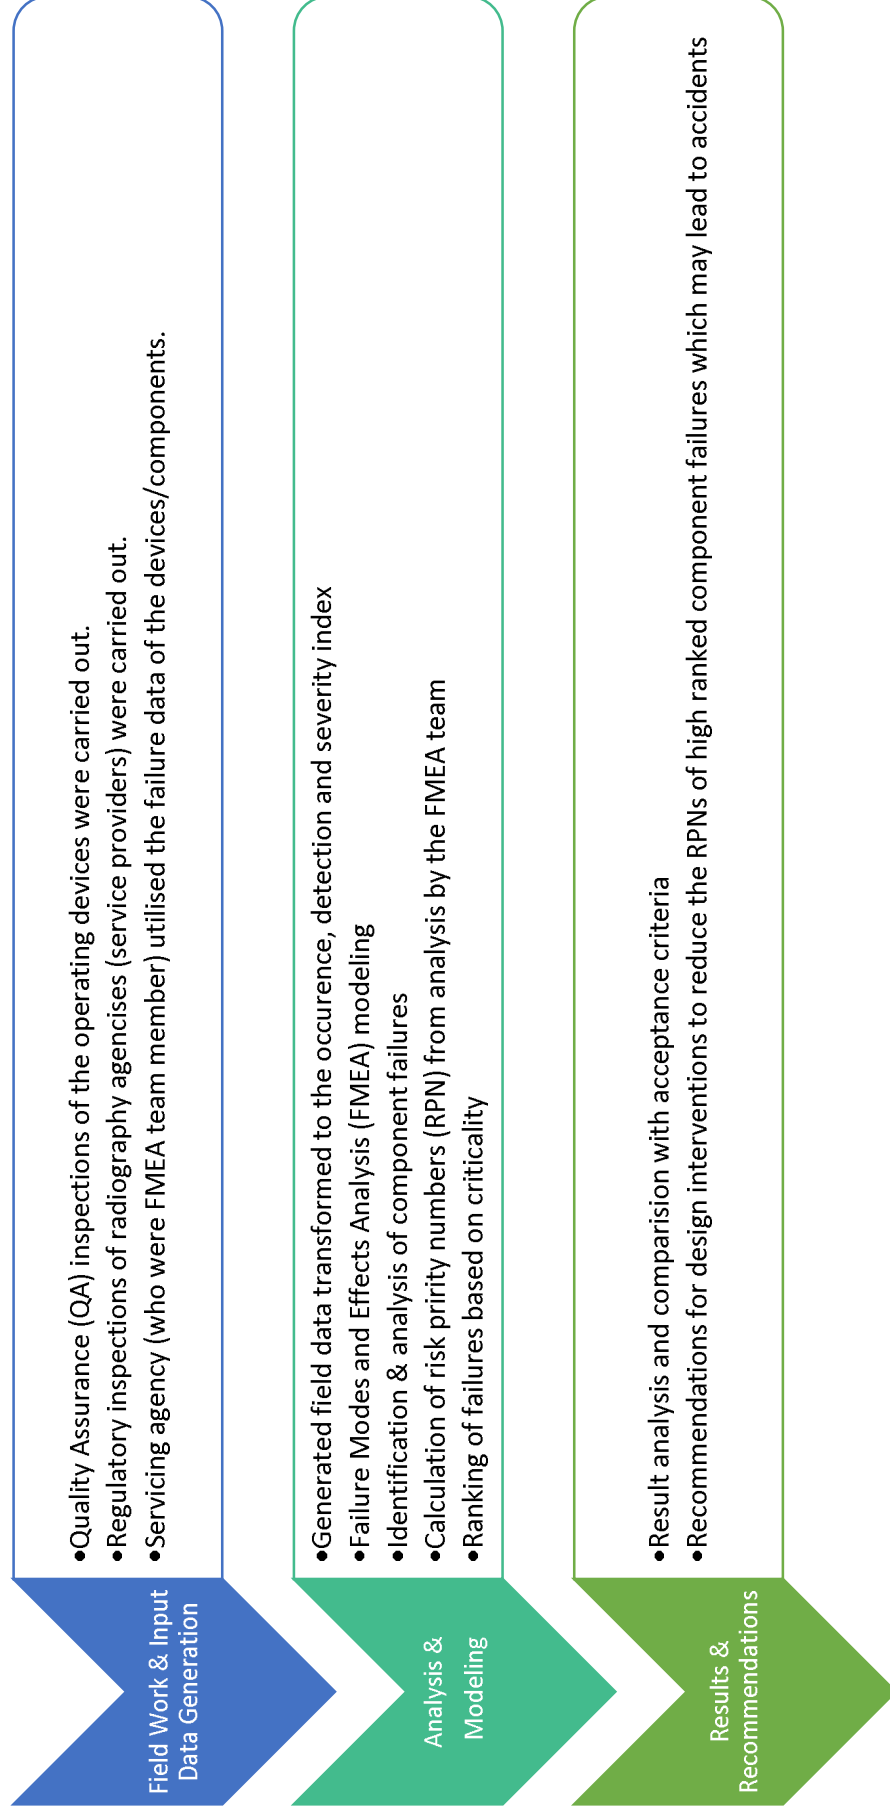 Field Work & Input
Data Generation
•Quality Assurance (QA) inspections of the operating devices were carried out.
•Regulatory inspections of radiography agencises (service providers) were carried out.
•Servicing agency (who were FMEA team member) utilised the failure data of the devices/components.
Analysis &
Modeling
•Generated field data transformed to the occurence, detection and severity index
•Failure Modes and Effects Analysis (FMEA) modeling
•Identification & analysis of component failures
•Calculation of risk pririty numbers (RPN) from analysis by the FMEA team
•Ranking of failures based on criticality
Results &
Recommendations
•Result analysis and comparision with acceptance criteria
•Recommendations for design interventions to reduce the RPNs of high ranked component failures which may lead to accidents